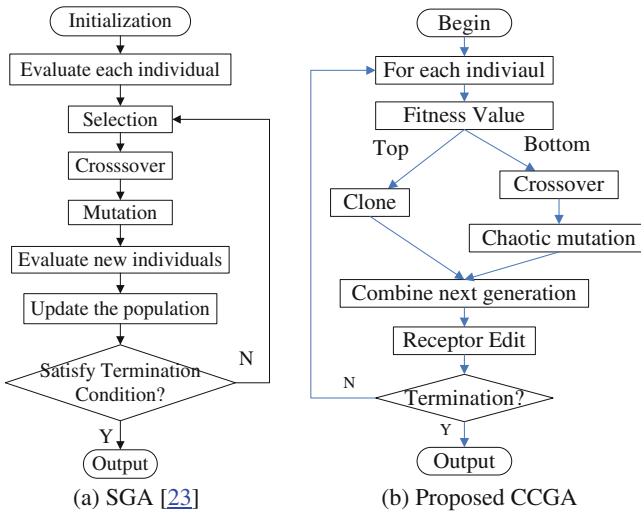 Initialization
Evaluate each individual
Selection
Crosssover
Mutation
Evaluate new individuals
Update the population
Satisfy Termination
Condition?
N
Y
Output
(a) SGA [23]
Begin
For each indiviaul
Fitness Value
Top
Bottom
Clone
Crossover
Chaotic mutation
Combine next generation
Receptor Edit
N
Termination?
Y
Output
(b) Proposed CCGA